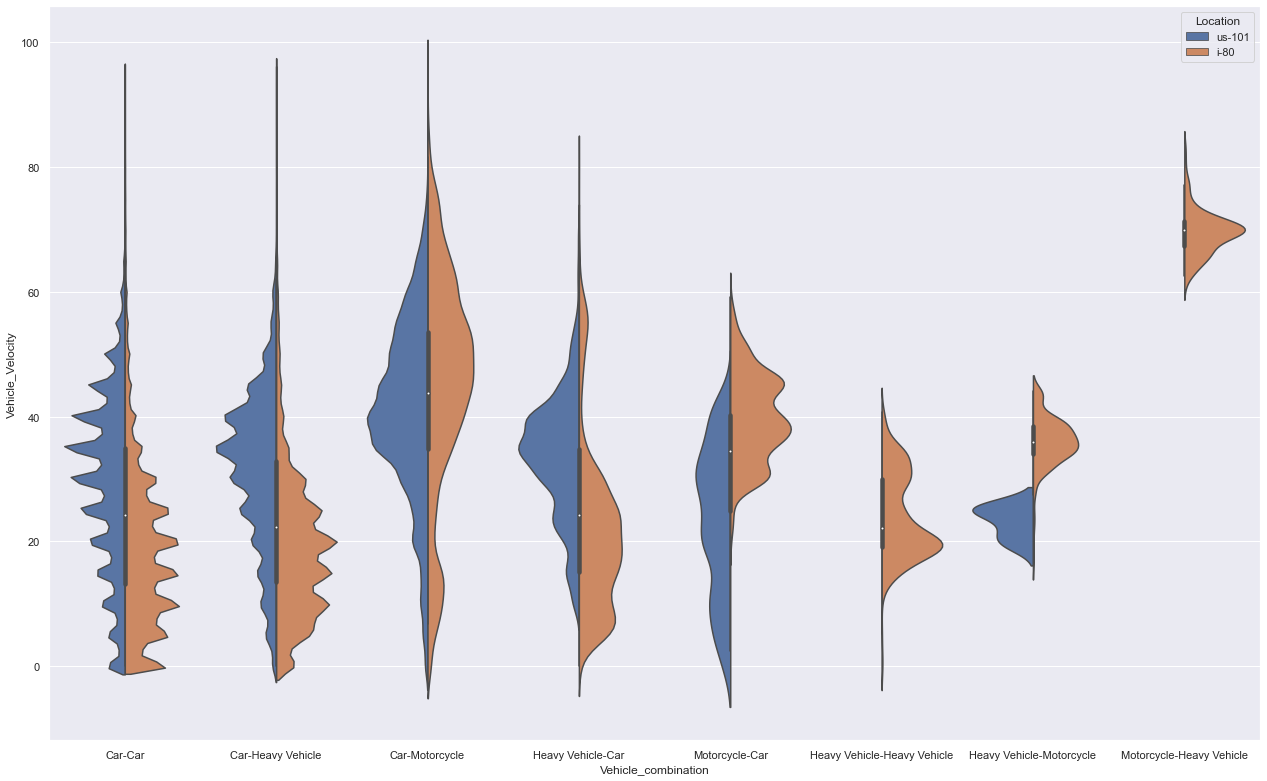 Location
us-101
i-80
100
80
60
40
20
0
Vehicle_Velocity
Car-Car
Car-Heavy Vehicle
Car-Motorcycle
Heavy Vehicle-Car
Motorcycle-Car
Heavy Vehicle-Heavy Vehicle
Heavy Vehicle-Motorcycle
Motorcycle-Heavy Vehicle
Vehicle_combination